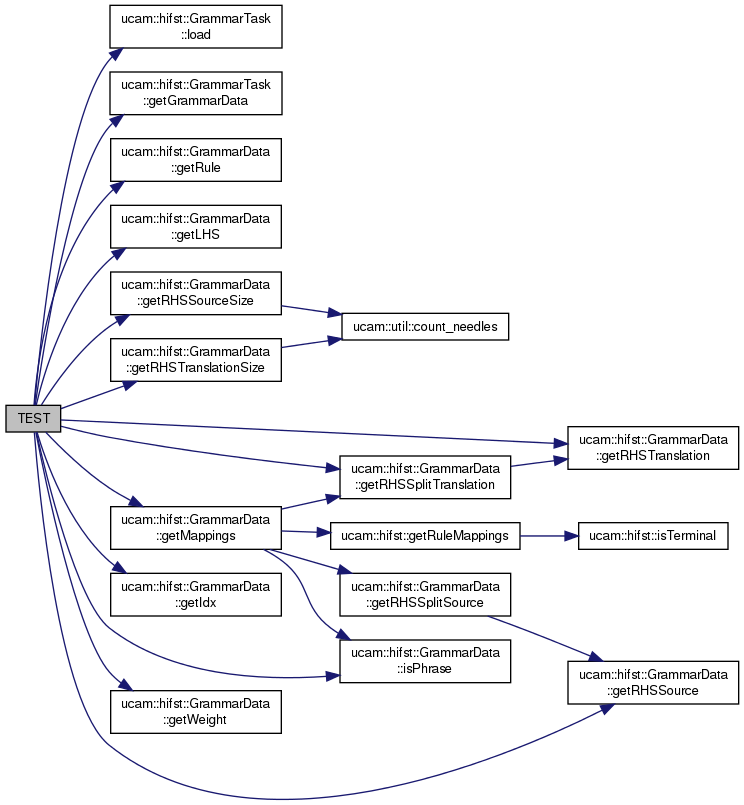 ucam::hifst::GrammarTask
::load
ucam::hifst::GrammarTask
::getGrammarData
ucam::hifst::GrammarData
::getRule
ucam::hifst::GrammarData
::getLHS
ucam::hifst::GrammarData
::getRHSSourceSize
ucam::util::count_needles
ucam::hifst::GrammarData
::getRHSTranslationSize
TEST
ucam::hifst::GrammarData
::getRHSTranslation
ucam::hifst::GrammarData
::getRHSSplitTranslation
ucam::hifst::GrammarData
::getMappings
ucam::hifst::getRuleMappings
ucam::hifst::isTerminal
ucam::hifst::GrammarData
::getIdx
ucam::hifst::GrammarData
::getRHSSplitSource
ucam::hifst::GrammarData
::isPhrase
ucam::hifst::GrammarData
::getRHSSource
ucam::hifst::GrammarData
::getWeight